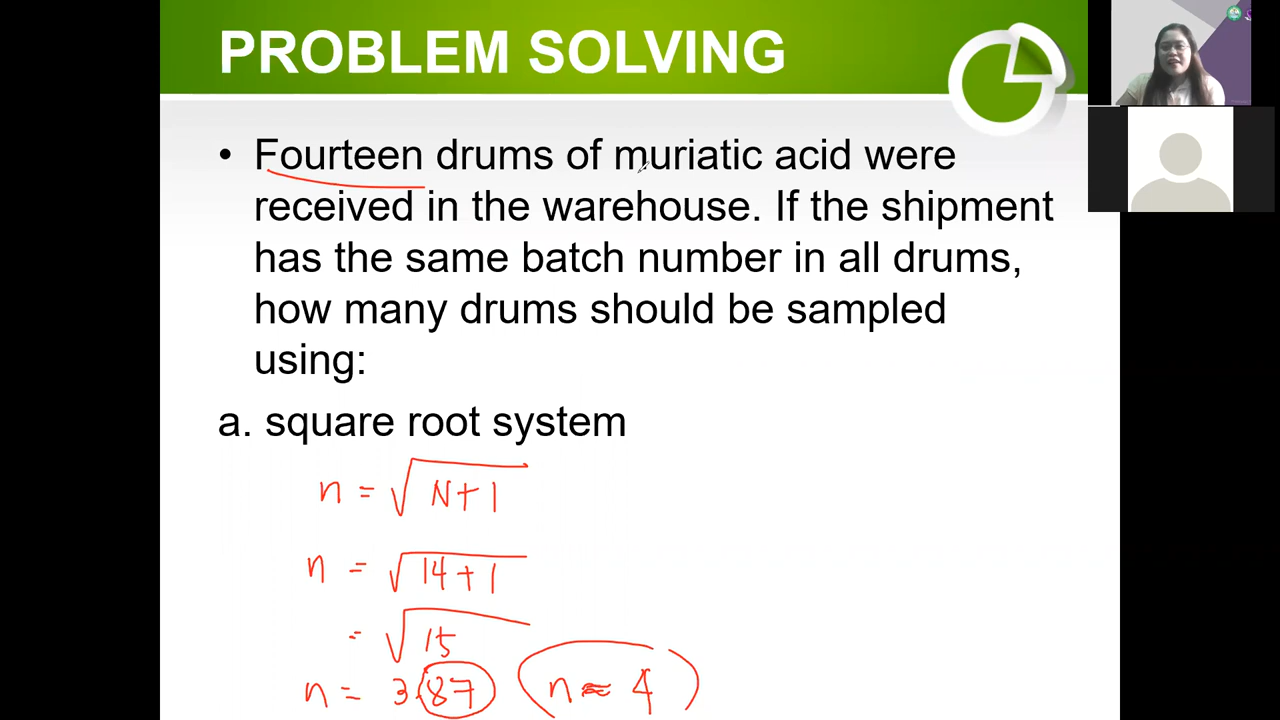 PROBLEM SOLVING
• Fourteen drums of muriatic acid were
received in the warehouse. If the shipment
has the same batch number in all drums,
how many drums should be sampled
using:
a. square root system
n = √N+1
n = √14+1
= √15
n = 3.87 n ≈ 4